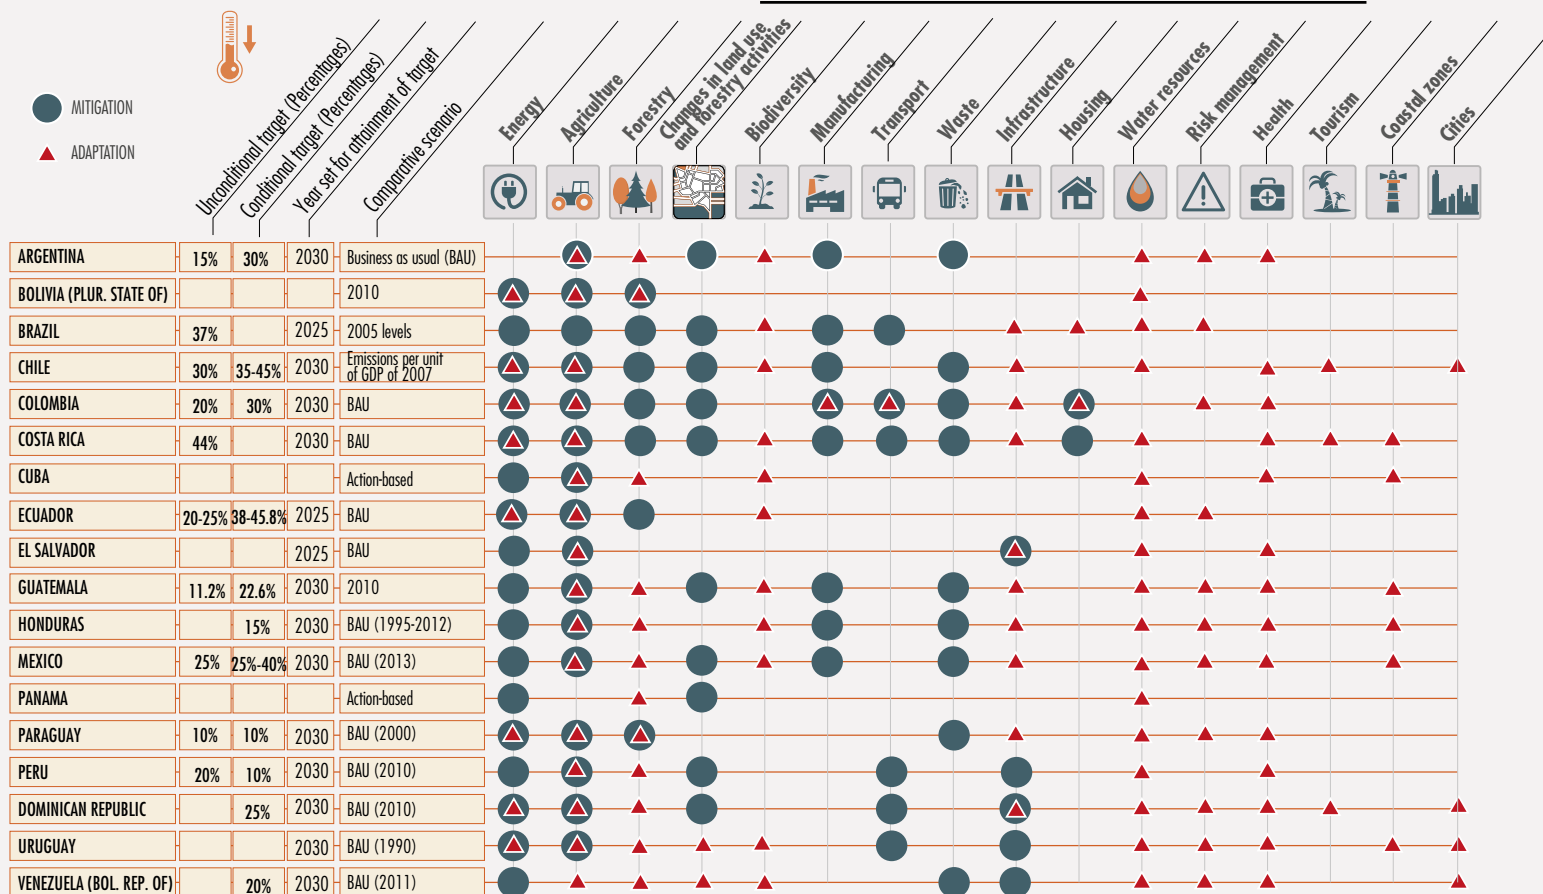 MITIGATION
ADAPTATION
Unconditional target (Percentages)
Conditional target (Percentages)
Year set for attainment of target
Comparative scenario
Energy
Agriculture
Forestry
Changes in land use
and forestry activities
Biodiversity
Manufacturing
Transport
Waste
Infrastructure
Housing
Water resources
Risk management
Health
Tourism
Coastal zones
Cities
ARGENTINA 15% 30% 2030 Business as usual (BAU)
BOLIVIA (PLUR. STATE OF) 2010
BRAZIL 37% 2025 2005 levels
CHILE 30% 35-45% 2030 Emissions per unit
of GDP of 2007
COLOMBIA 20% 30% 2030 BAU
COSTA RICA 44% 2030 BAU
CUBA Action-based
ECUADOR 20-25% 38-45.8% 2025 BAU
EL SALVADOR 2025 BAU
GUATEMALA 11.2% 22.6% 2030 2010
HONDURAS 15% 2030 BAU (1995-2012)
MEXICO 25% 25%-40% 2030 BAU (2013)
PANAMA Action-based
PARAGUAY 10% 10% 2030 BAU (2000)
PERU 20% 10% 2030 BAU (2010)
DOMINICAN REPUBLIC 25% 2030 BAU (2010)
URUGUAY 2030 BAU (1990)
VENEZUELA (BOL. REP. OF) 20% 2030 BAU (2011)